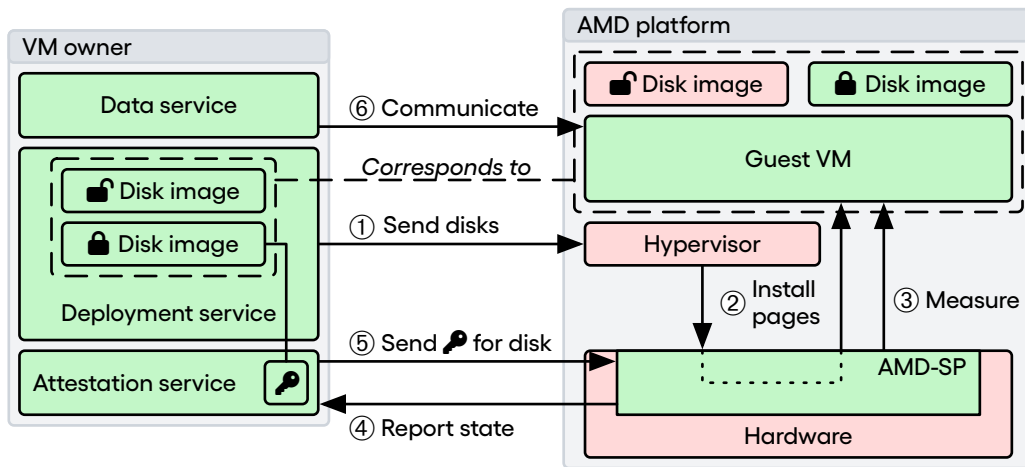 VM owner
Data service
Disk image
Disk image
Deployment service
Attestation service
⑥ Communicate
Corresponds to
① Send disks
⑤ Send for disk
④ Report state
AMD platform
Disk image
Disk image
Guest VM
Hypervisor
② Install
pages
③ Measure
AMD-SP
Hardware